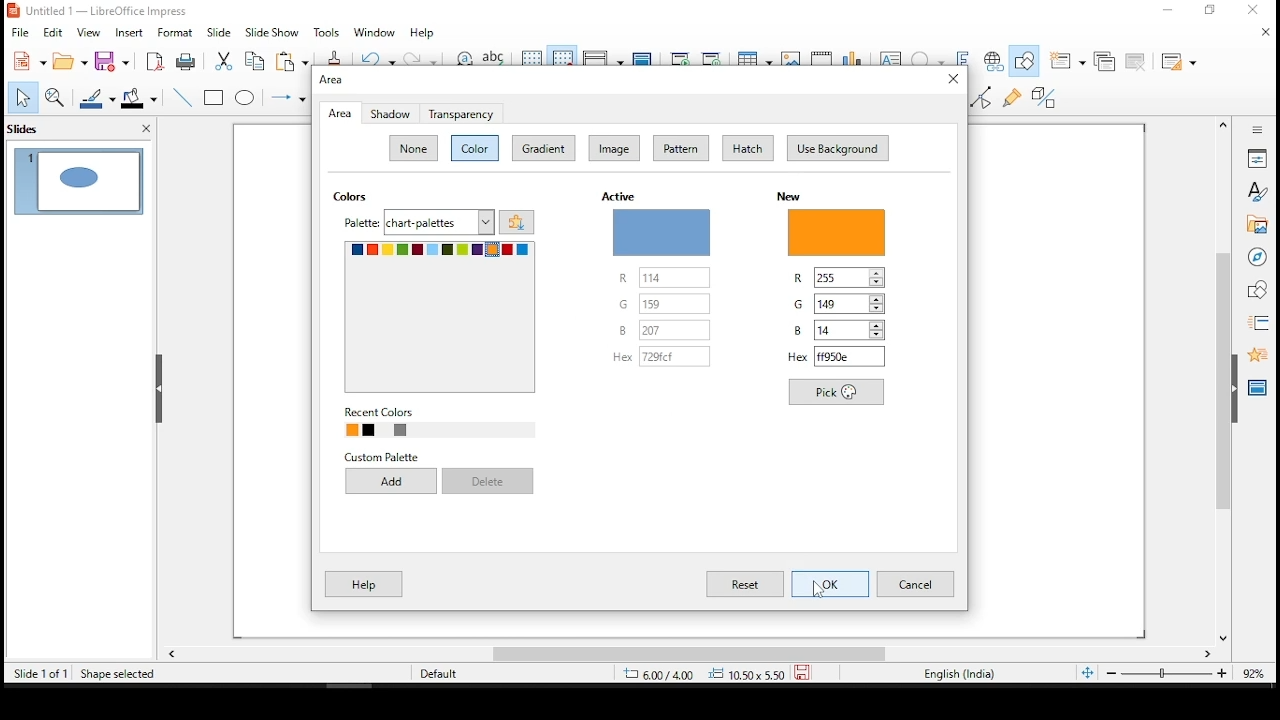 Untitled 1 — LibreOffice Impress
File Edit View Insert Format Slide Slide Show Tools Window Help
Slides
1
Area
Area Shadow Transparency
None Color Gradient Image Pattern Hatch Use Background
Colors
Palette: chart-palettes
Recent Colors
Custom Palette
Add Delete
Active
R 114
G 159
B 207
Hex 729fcf
New
R 255
G 149
B 14
Hex ff950e
Pick
Help Reset OK Cancel
Slide 1 of 1 Shape selected Default 6.00 / 4.00 10.50 x 5.50 English (India) 92%